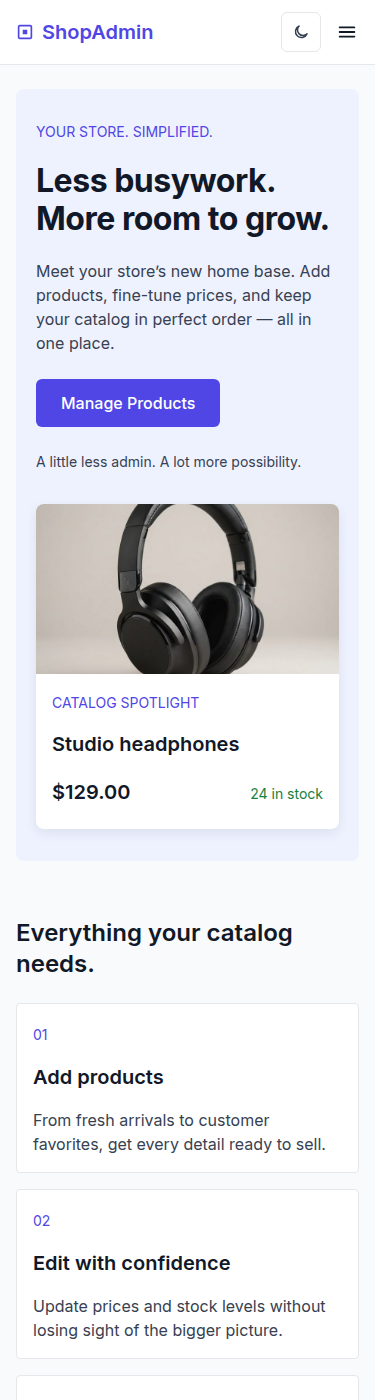 ShopAdmin
YOUR STORE. SIMPLIFIED.
Less busywork.
More room to grow.
Meet your store’s new home base. Add
products, fine-tune prices, and keep
your catalog in perfect order — all in
one place.
Manage Products
A little less admin. A lot more possibility.
CATALOG SPOTLIGHT
Studio headphones
$129.00
24 in stock
Everything your catalog
needs.
01
Add products
From fresh arrivals to customer
favorites, get every detail ready to sell.
02
Edit with confidence
Update prices and stock levels without
losing sight of the bigger picture.